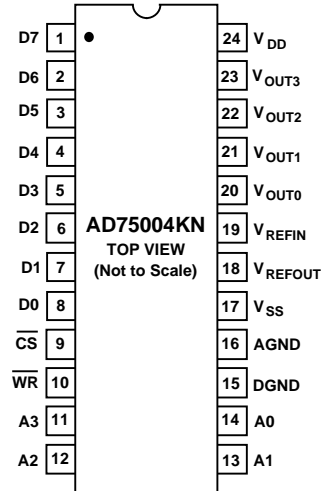 D7 1 24 VDD
D6 2 23 VOUT3
D5 3 22 VOUT2
D4 4 21 VOUT1
D3 5 20 VOUT0
D2 6 AD75004KN 19 VREFIN
TOP VIEW
D1 7 (Not to Scale) 18 VREFOUT
D0 8 17 VSS
C̅S̅ 9 16 AGND
W̅R̅ 10 15 DGND
A3 11 14 A0
A2 12 13 A1